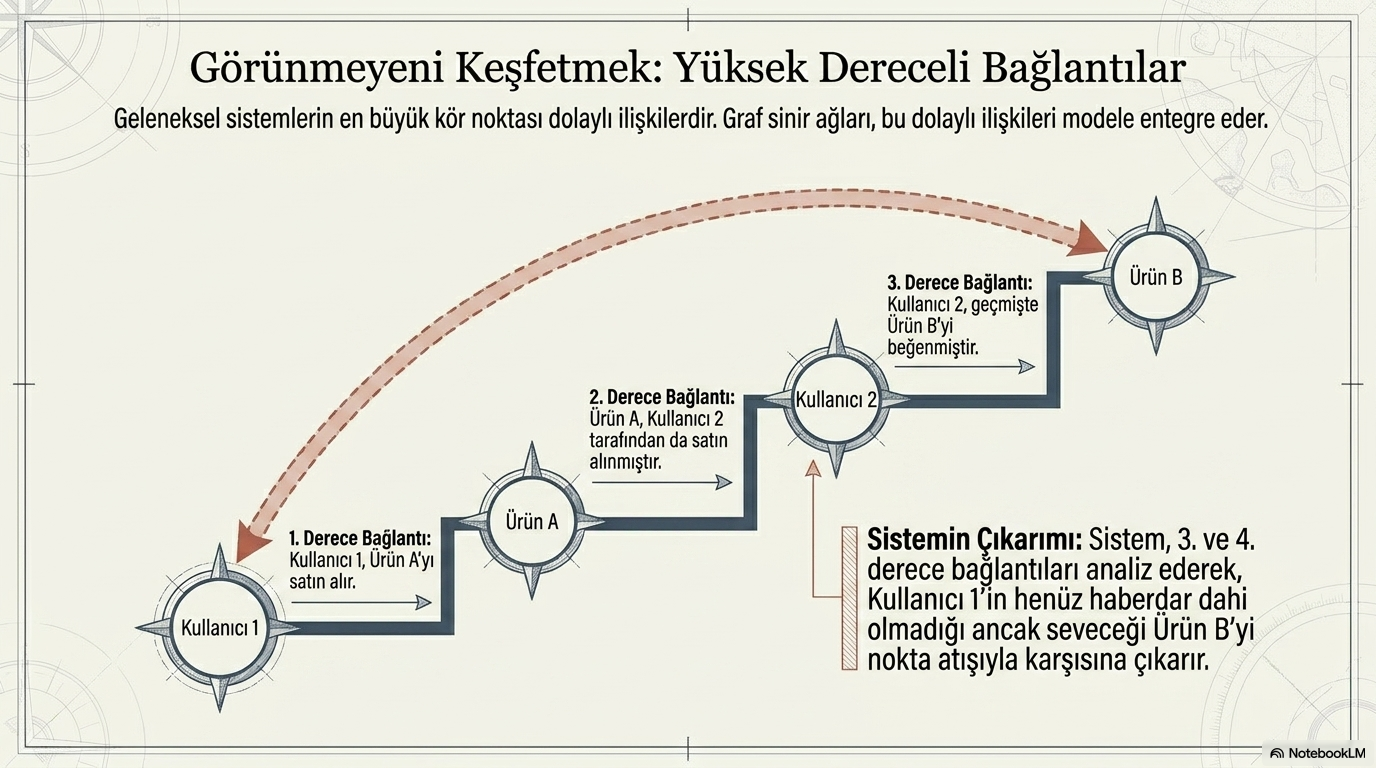 Görünmeyeni Keşfetmek: Yüksek Dereceli Bağlantılar
Geleneksel sistemlerin en büyük kör noktası dolaylı ilişkilerdir. Graf sinir ağları, bu dolaylı ilişkileri modele entegre eder.
Ürün B
3. Derece Bağlantı:
Kullanıcı 2, geçmişte
Ürün B'yi
beğenmiştir.
Kullanıcı 2
2. Derece Bağlantı:
Ürün A, Kullanıcı 2
tarafından da satın
alınmıştır.
Ürün A
1. Derece Bağlantı:
Kullanıcı 1, Ürün A'yı
satın alır.
Kullanıcı 1
Sistemin Çıkarımı: Sistem, 3. ve 4.
derece bağlantıları analiz ederek,
Kullanıcı 1'in henüz haberdar dahi
olmadığı ancak seveceği Ürün B'yi
nokta atışıyla karşısına çıkarır.
NotebookLM